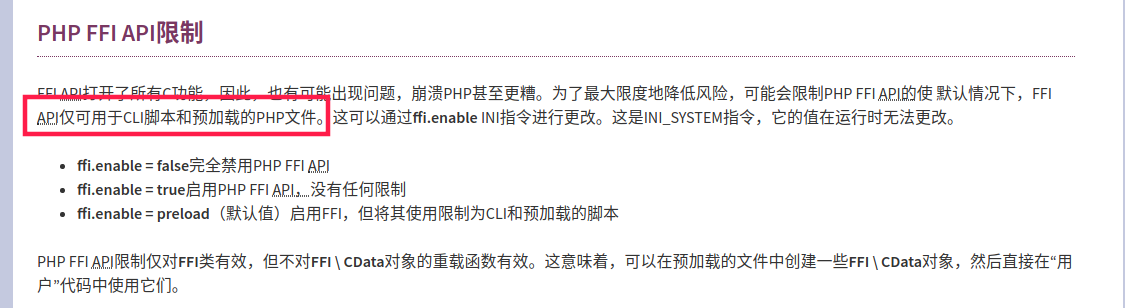 PHP FFI API限制
FFI API打开了所有C功能，因此，也有可能出现问题，崩溃PHP甚至更糟。为了最大限度地降低风险，可能会限制PHP FFI API的使 默认情况下，FFI
API仅可用于CLI脚本和预加载的PHP文件。这可以通过ffi.enable INI指令进行更改。这是INI_SYSTEM指令，它的值在运行时无法更改。
• ffi.enable = false完全禁用PHP FFI API
• ffi.enable = true启用PHP FFI API，没有任何限制
• ffi.enable = preload（默认值）启用FFI，但将其使用限制为CLI和预加载的脚本
PHP FFI API限制仅对FFI类有效，但不对FFI \ CData对象的重载函数有效。这意味着，可以在预加载的文件中创建一些FFI \ CData对象，然后直接在“用
户”代码中使用它们。